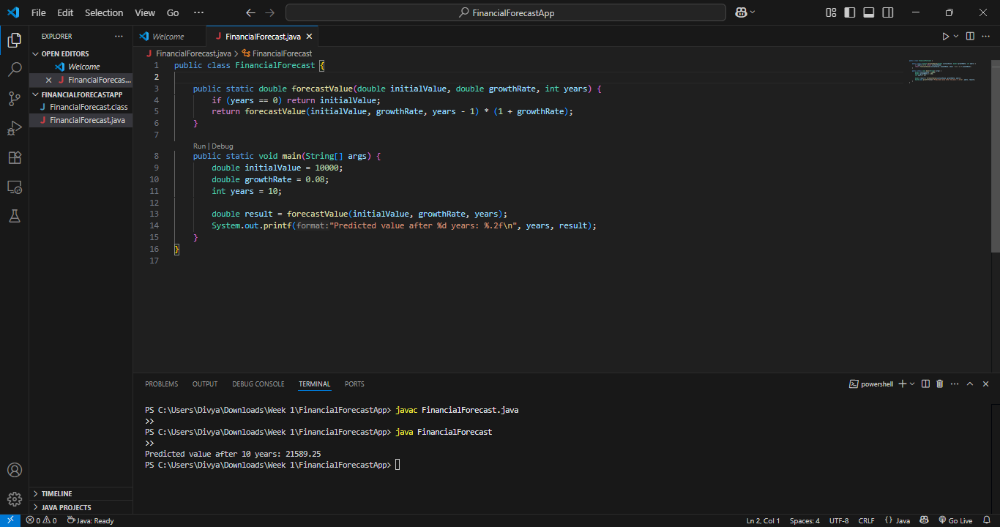 File Edit Selection View Go ··· FinancialForecastApp
EXPLORER ···
OPEN EDITORS
Welcome
FinancialForecas...
FINANCIALFORECASTAPP
FinancialForecast.class
FinancialForecast.java
TIMELINE
JAVA PROJECTS
Welcome FinancialForecast.java
FinancialForecast.java > FinancialForecast
1 public class FinancialForecast {
2
3 public static double forecastValue(double initialValue, double growthRate, int years) {
4 if (years == 0) return initialValue;
5 return forecastValue(initialValue, growthRate, years - 1) * (1 + growthRate);
6 }
7
Run | Debug
8 public static void main(String[] args) {
9 double initialValue = 10000;
10 double growthRate = 0.08;
11 int years = 10;
12
13 double result = forecastValue(initialValue, growthRate, years);
14 System.out.printf(format:"Predicted value after %d years: %.2f\n", years, result);
15 }
16 }
17
PROBLEMS OUTPUT DEBUG CONSOLE TERMINAL PORTS powershell
PS C:\Users\Divya\Downloads\Week 1\FinancialForecastApp> javac FinancialForecast.java
>>
PS C:\Users\Divya\Downloads\Week 1\FinancialForecastApp> java FinancialForecast
>>
Predicted value after 10 years: 21589.25
PS C:\Users\Divya\Downloads\Week 1\FinancialForecastApp>
0 0 Java: Ready Ln 2, Col 1 Spaces: 4 UTF-8 CRLF {} Java Go Live